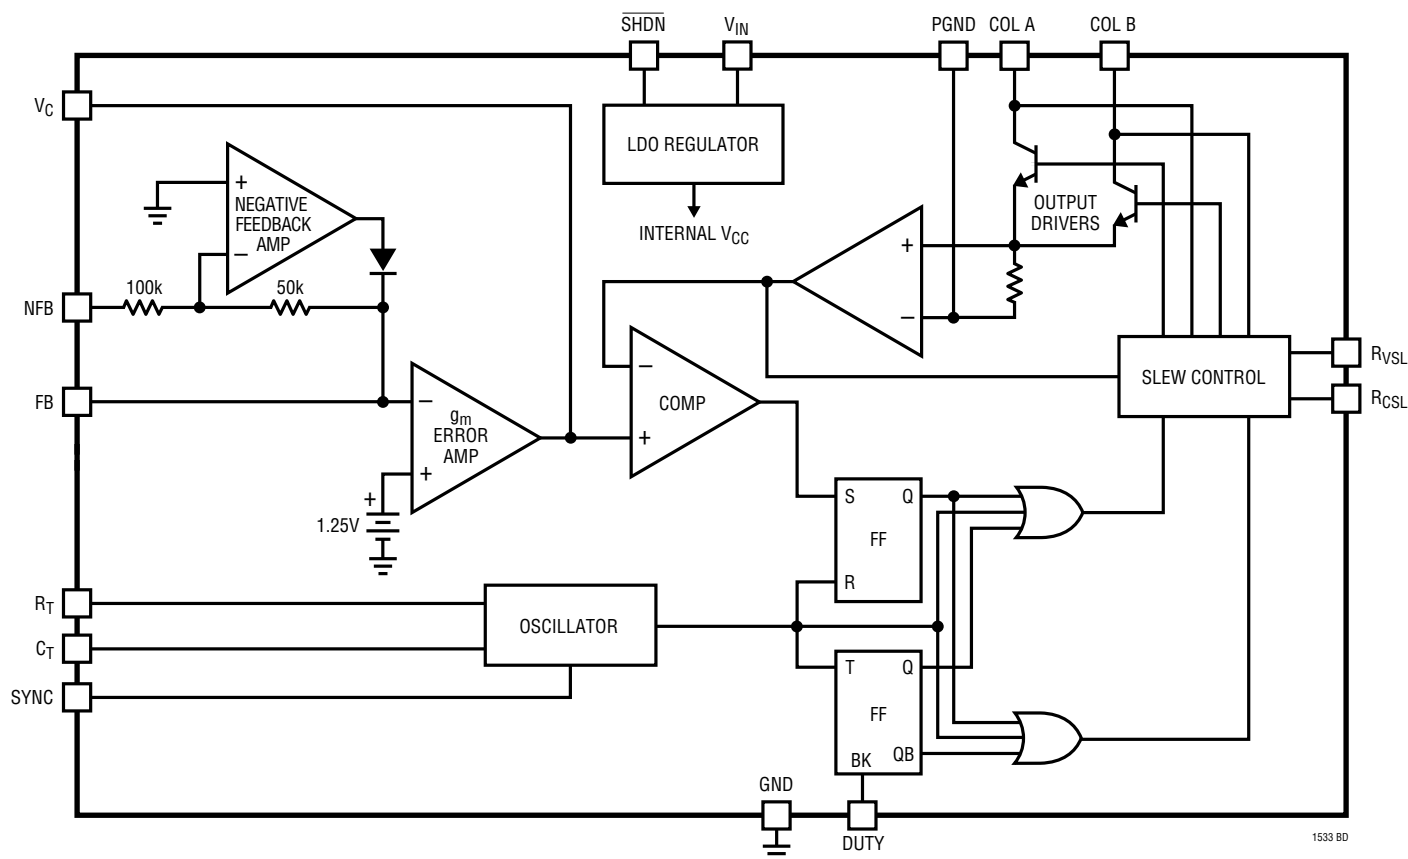 SHDN VIN PGND COL A COL B
VC
LDO REGULATOR
+
NEGATIVE
FEEDBACK
AMP
−
OUTPUT
DRIVERS
INTERNAL VCC
+
−
100k
50k
NFB
RVSL
SLEW CONTROL
RCSL
−
COMP
+
FB
−
gm
ERROR
AMP
+
+
1.25V
S Q
FF
R
RT
OSCILLATOR
CT
SYNC
T Q
FF
BK QB
GND
DUTY
1533 BD